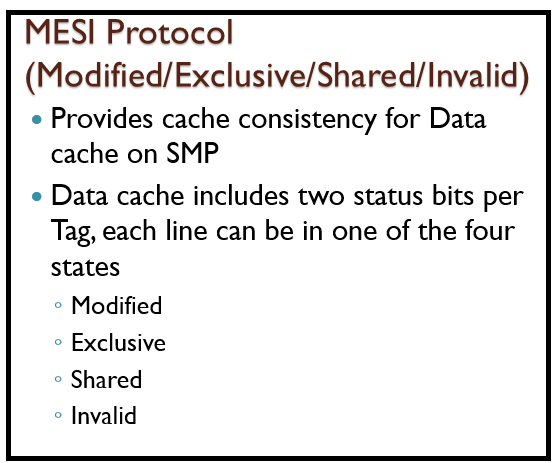 MESI Protocol
(Modified/Exclusive/Shared/Invalid)
• Provides cache consistency for Data
cache on SMP
• Data cache includes two status bits per
Tag, each line can be in one of the four
states
◦ Modified
◦ Exclusive
◦ Shared
◦ Invalid